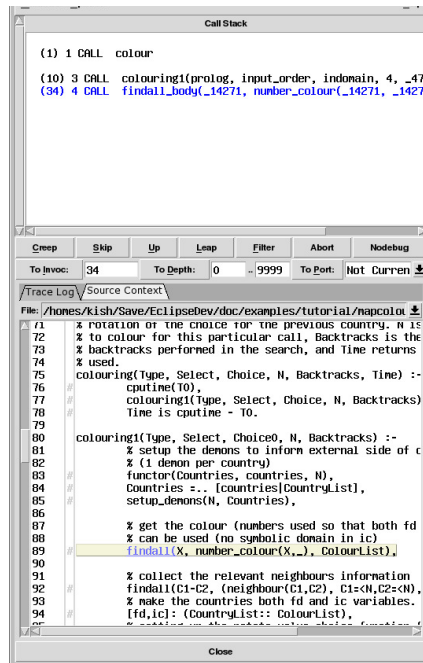 Call Stack
(1) 1 CALL colour
(10) 3 CALL colouring1(prolog, input_order, indomain, 4, _47
(34) 4 CALL findall_body(_14271, number_colour(_14271, _1427
Creep Skip Up Leap Filter Abort Nodebug
To Invoc: 34 To Depth: 0 .. 9999 To Port: Not Curren
Trace Log Source Context
File: /homes/kish/Save/EclipseDev/doc/examples/tutorial/mapcolou
71 % rotation of the choice for the previous country. N is
72 % to colour for this particular call, Backtracks is the
73 % backtracks performed in the search, and Time returns
74 % used.
75 colouring(Type, Select, Choice, N, Backtracks, Time) :-
76 # cputime(T0),
77 # colouring1(Type, Select, Choice, N, Backtracks)
78 # Time is cputime - T0.
79
80 colouring1(Type, Select, Choice0, N, Backtracks) :-
81 % setup the demons to inform external side of c
82 % (1 demon per country)
83 # functor(Countries, countries, N),
84 Countries =.. [countries|CountryList],
85 # setup_demons(N, Countries),
86
87 % get the colour (numbers used so that both fd
88 % can be used (no symbolic domain in ic)
89 # findall(X, number_colour(X,_), ColourList),
90
91 % collect the relevant neighbours information
92 # findall(C1-C2, (neighbour(C1,C2), C1=<N,C2=<N),
93 % make the countries both fd and ic variables.
94 # [fd,ic]: (CountryList:: ColourList),
Close